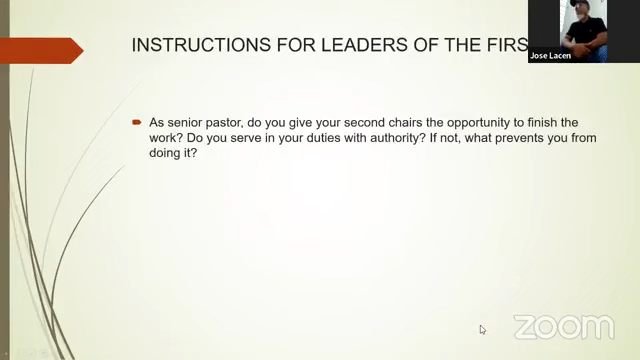 INSTRUCTIONS FOR LEADERS OF THE FIRS
Jose Lacen
As senior pastor, do you give your second chairs the opportunity to finish the
work? Do you serve in your duties with authority? If not, what prevents you from
doing it?
zoom